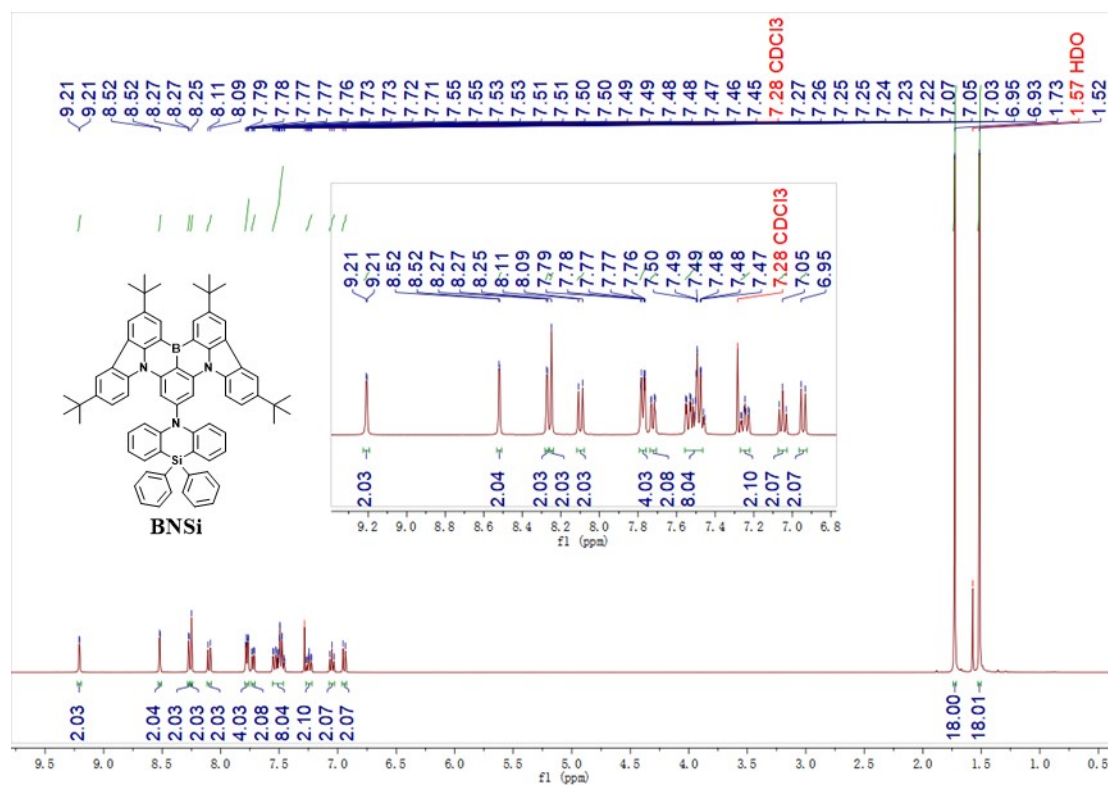 9.21 9.21 8.52 8.52 8.27 8.27 8.25 8.11 8.09 7.79 7.78 7.77 7.77 7.76 7.73 7.73 7.72 7.71 7.55 7.55 7.53 7.53 7.51 7.51 7.50 7.50 7.49 7.49 7.48 7.48 7.47 7.46 7.45 7.28 CDCl3 7.27 7.26 7.25 7.25 7.24 7.23 7.22 7.07 7.05 7.03 6.95 6.93 1.73 1.57 HDO 1.52
9.21 9.21 8.52 8.52 8.27 8.27 8.25 8.11 8.09 7.79 7.78 7.77 7.77 7.76 7.50 7.49 7.49 7.48 7.48 7.47 7.28 CDCl3 7.05 6.95
2.03 2.04 2.03 2.03 2.03 4.03 2.08 8.04 2.10 2.07 2.07
9.2 9.0 8.8 8.6 8.4 8.2 8.0 7.8 7.6 7.4 7.2 7.0 6.8
f1 (ppm)
B
N N
N
Si
BNSi
2.03 2.04 2.03 2.03 2.03 4.03 2.08 8.04 2.10 2.07 2.07 18.00 18.01
9.5 9.0 8.5 8.0 7.5 7.0 6.5 6.0 5.5 5.0 4.5 4.0 3.5 3.0 2.5 2.0 1.5 1.0 0.5
f1 (ppm)